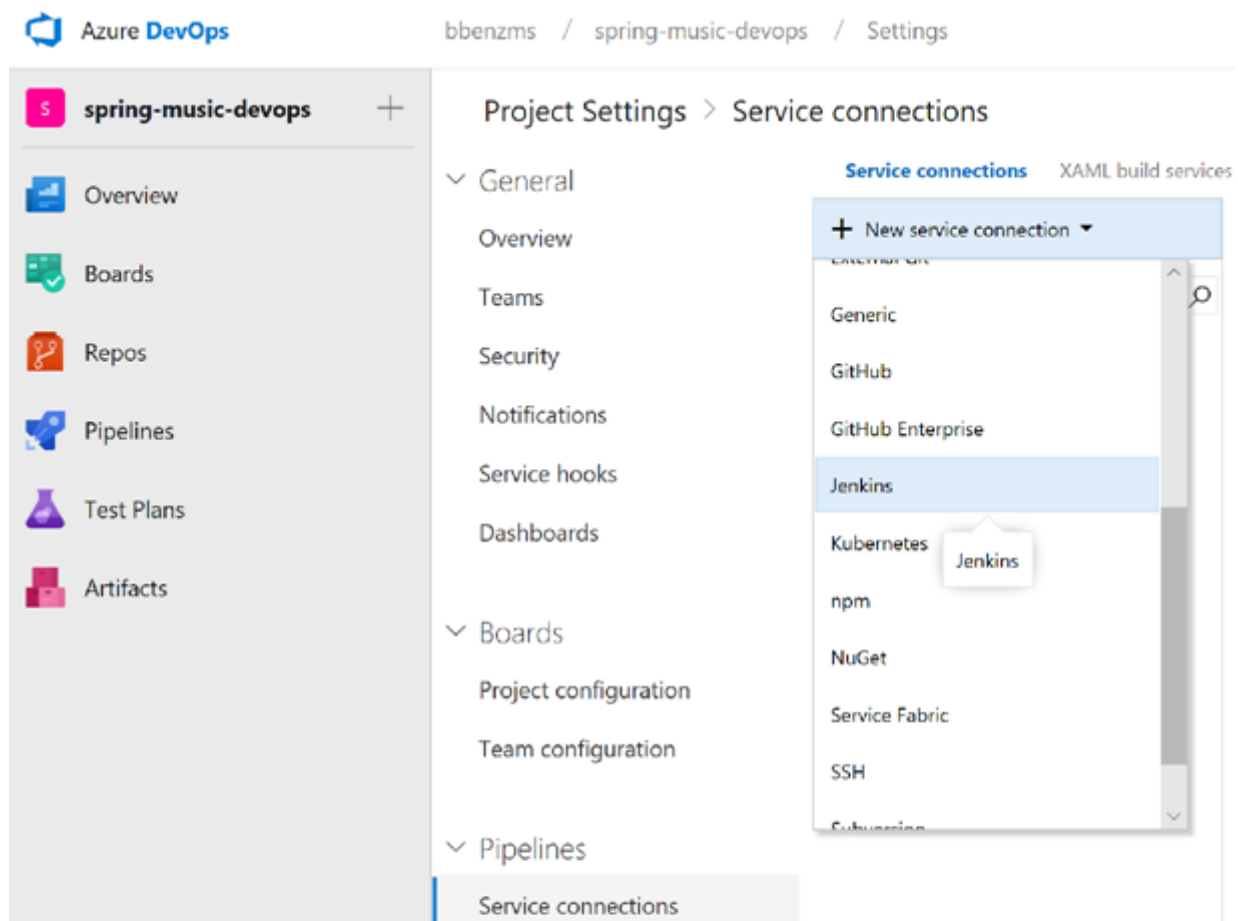 Azure DevOps
bbenzms / spring-music-devops / Settings
S spring-music-devops +
Overview
Boards
Repos
Pipelines
Test Plans
Artifacts
Project Settings > Service connections
General
Overview
Teams
Security
Notifications
Service hooks
Dashboards
Boards
Project configuration
Team configuration
Pipelines
Service connections
Service connections XAML build services
+ New service connection
External Git
Generic
GitHub
GitHub Enterprise
Jenkins
Kubernetes
Jenkins
npm
NuGet
Service Fabric
SSH
Subversion